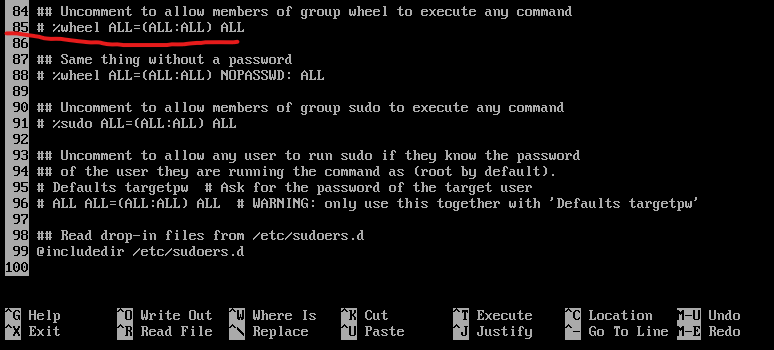 84 ## Uncomment to allow members of group wheel to execute any command
85 # %wheel ALL=(ALL:ALL) ALL
86
87 ## Same thing without a password
88 # %wheel ALL=(ALL:ALL) NOPASSWD: ALL
89
90 ## Uncomment to allow members of group sudo to execute any command
91 # %sudo ALL=(ALL:ALL) ALL
92
93 ## Uncomment to allow any user to run sudo if they know the password
94 ## of the user they are running the command as (root by default).
95 # Defaults targetpw  # Ask for the password of the target user
96 # ALL ALL=(ALL:ALL) ALL  # WARNING: only use this together with 'Defaults targetpw'
97
98 ## Read drop-in files from /etc/sudoers.d
99 @includedir /etc/sudoers.d
100
^G Help ^O Write Out ^W Where Is ^K Cut ^T Execute ^C Location M-U Undo
^X Exit ^R Read File ^\ Replace ^U Paste ^J Justify ^- Go To Line M-E Redo